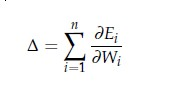 Δ = ∑_{i=1}^{n} ∂E_i/∂W_i